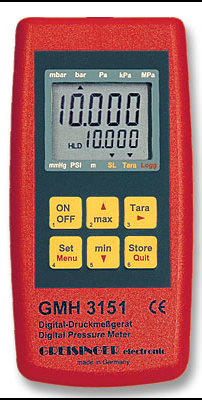 mbar bar Pa kPa MPa
10.000
HLD 10.000
mmHg PSI m SL Tara Logg
ON OFF 1
▲ max 2
Tara ► 3
Set Menu 4
min ▼ 5
Store Quit 6
GMH 3151 CE
Digital-Druckmeßgerät
Digital Pressure Meter
GREISINGER electronic
made in Germany